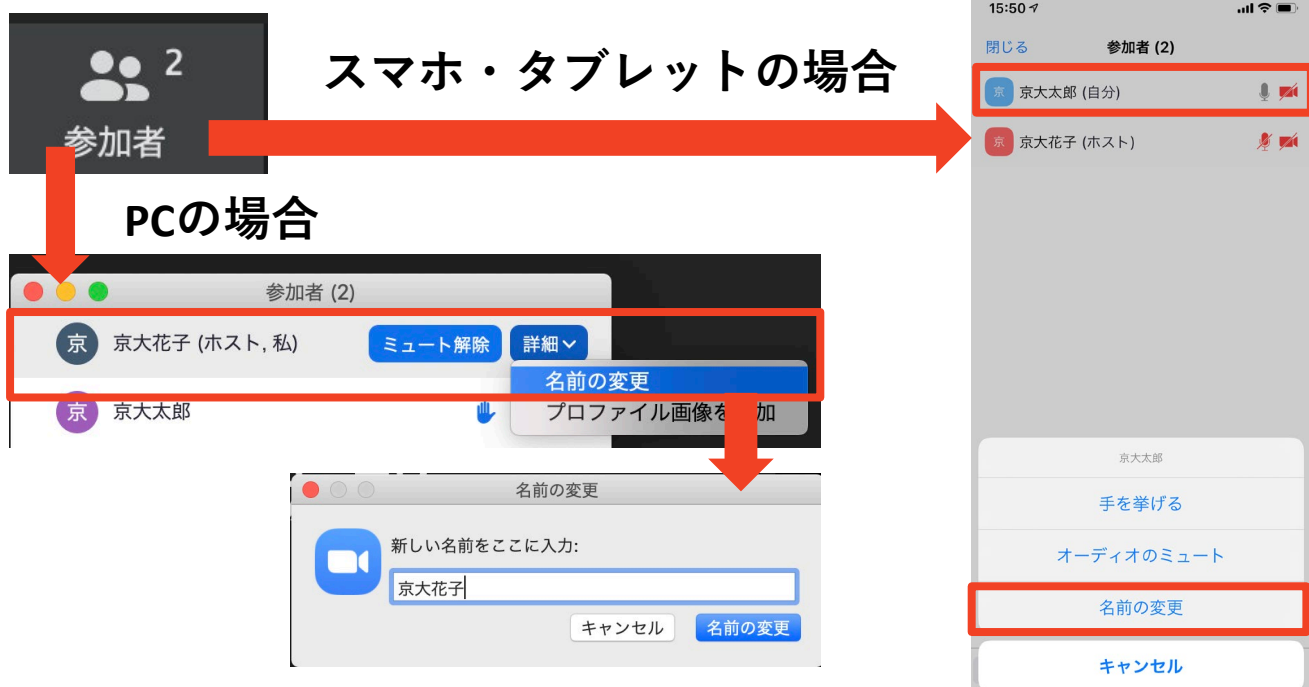 2
参加者
スマホ・タブレットの場合
PCの場合
参加者 (2)
京 京大花子 (ホスト, 私) ミュート解除 詳細
名前の変更
京 京大太郎
プロファイル画像を 加
名前の変更
新しい名前をここに入力:
京大花子
キャンセル 名前の変更
15:50
閉じる 参加者 (2)
京 京大太郎 (自分)
京 京大花子 (ホスト)
京大太郎
手を挙げる
オーディオのミュート
名前の変更
キャンセル